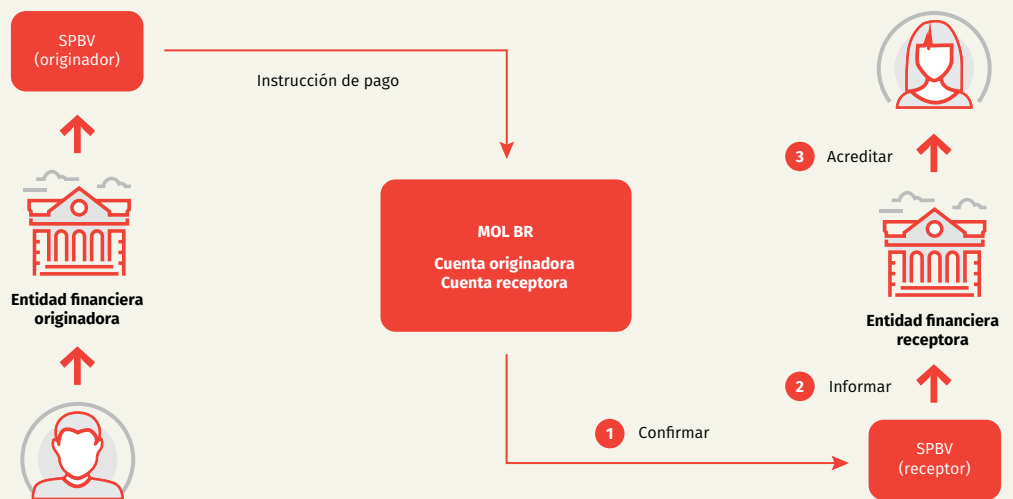 SPBV
(originador)
Instrucción de pago
Entidad financiera
originadora
MOL BR
Cuenta originadora
Cuenta receptora
1 Confirmar
SPBV
(receptor)
2 Informar
Entidad financiera
receptora
3 Acreditar